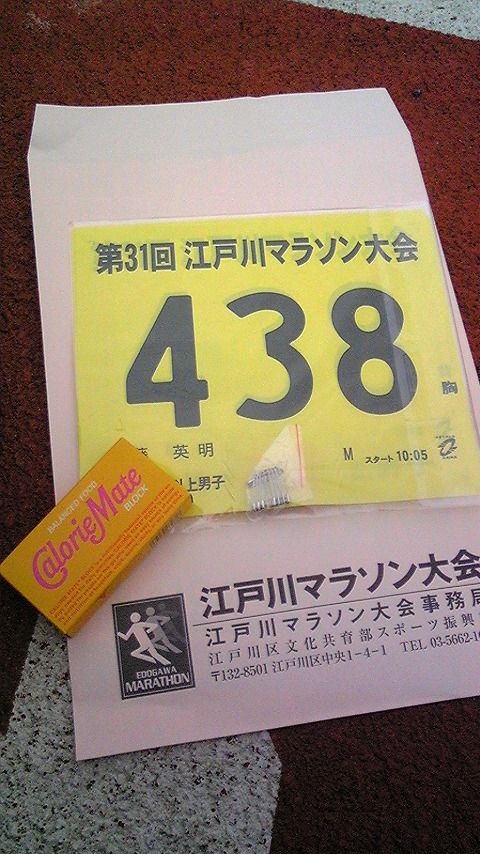 第31回 江戸川マラソン大会
438
胸
英明
M スタート 10:05
上男子
BALANCED FOOD
CalorieMate
BLOCK
江戸川マラソン大会
江戸川マラソン大会事務局
江戸川区文化共育部スポーツ振興
〒132-8501 江戸川区中央1-4-1 TEL 03-5662-1
EDOGAWA
MARATHON